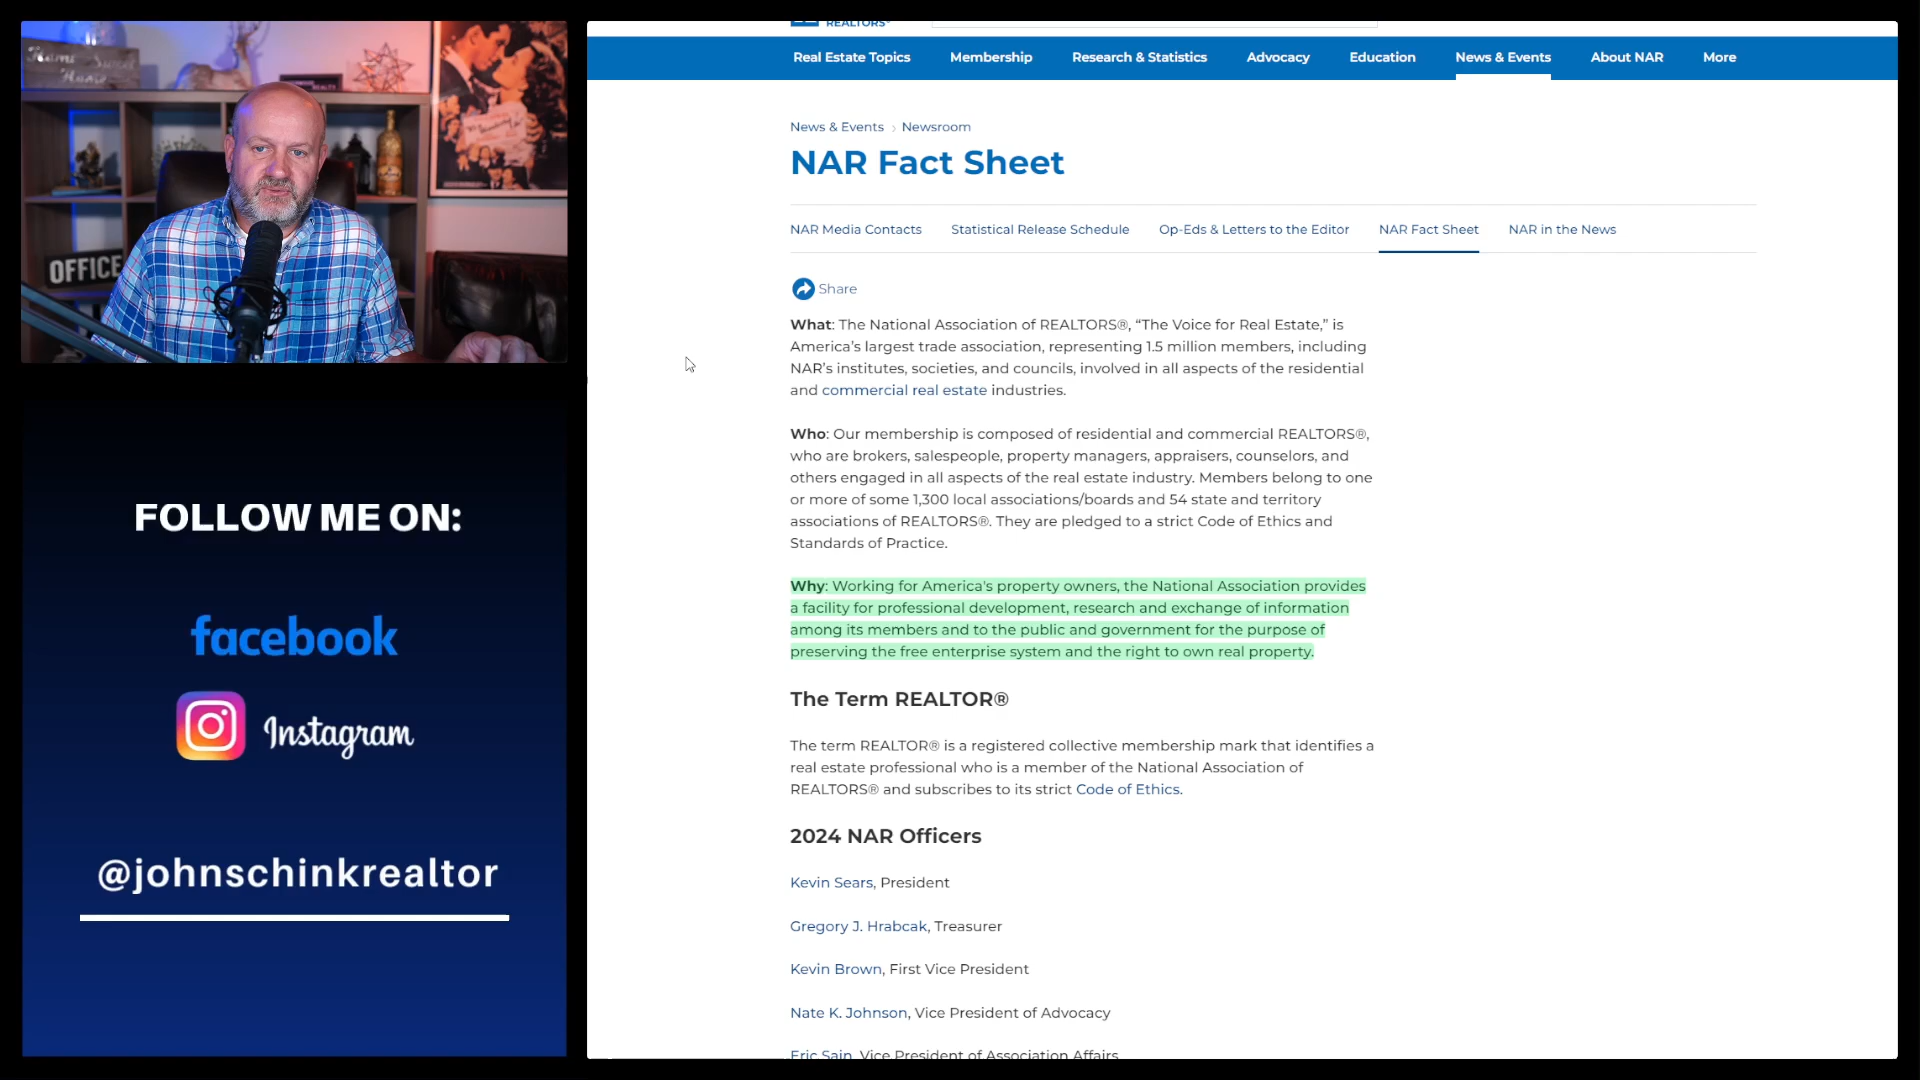 Home Sweet
Home
OFFICE
FOLLOW ME ON:
facebook
Instagram
@johnschinkrealtor
REALTORS®
Real Estate Topics Membership Research & Statistics Advocacy Education News & Events About NAR More
News & Events › Newsroom
NAR Fact Sheet
NAR Media Contacts Statistical Release Schedule Op-Eds & Letters to the Editor NAR Fact Sheet NAR in the News
Share
What: The National Association of REALTORS®, “The Voice for Real Estate,” is
America’s largest trade association, representing 1.5 million members, including
NAR’s institutes, societies, and councils, involved in all aspects of the residential
and commercial real estate industries.
Who: Our membership is composed of residential and commercial REALTORS®,
who are brokers, salespeople, property managers, appraisers, counselors, and
others engaged in all aspects of the real estate industry. Members belong to one
or more of some 1,300 local associations/boards and 54 state and territory
associations of REALTORS®. They are pledged to a strict Code of Ethics and
Standards of Practice.
Why: Working for America's property owners, the National Association provides
a facility for professional development, research and exchange of information
among its members and to the public and government for the purpose of
preserving the free enterprise system and the right to own real property.
The Term REALTOR®
The term REALTOR® is a registered collective membership mark that identifies a
real estate professional who is a member of the National Association of
REALTORS® and subscribes to its strict Code of Ethics.
2024 NAR Officers
Kevin Sears, President
Gregory J. Hrabcak, Treasurer
Kevin Brown, First Vice President
Nate K. Johnson, Vice President of Advocacy
Eric Sain, Vice President of Association Affairs